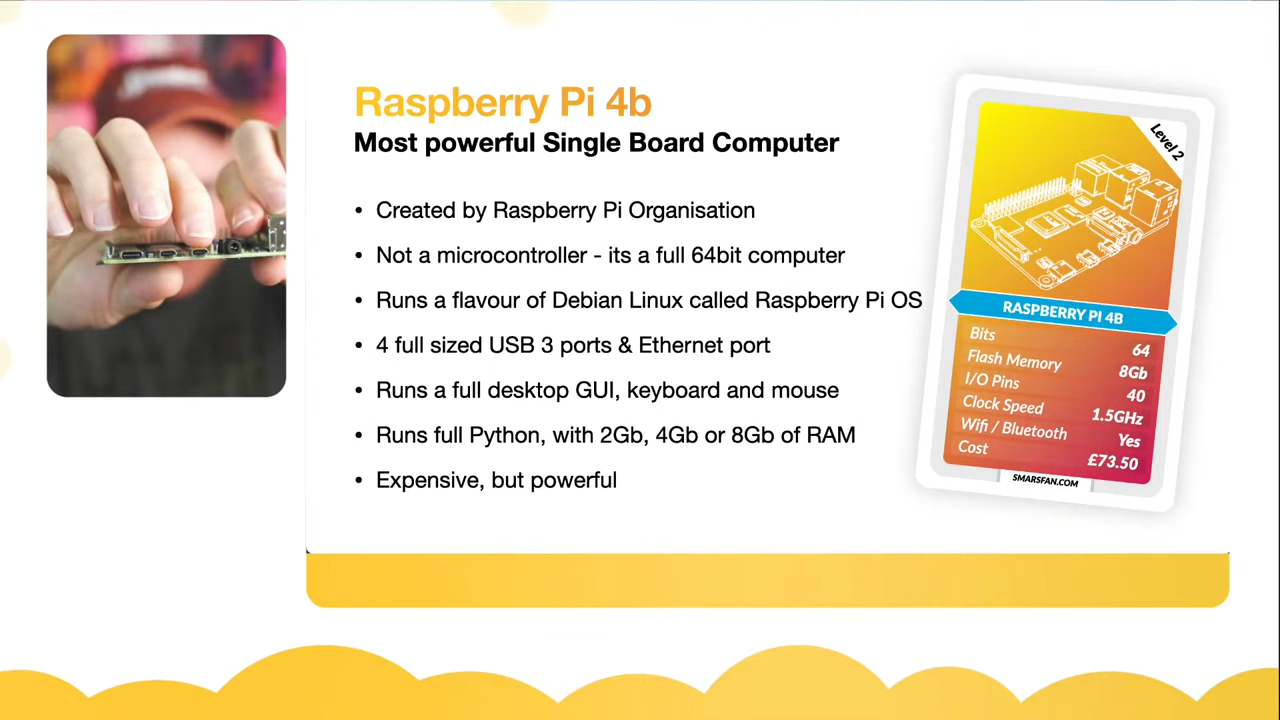 Raspberry Pi 4b
Most powerful Single Board Computer
• Created by Raspberry Pi Organisation
• Not a microcontroller - its a full 64bit computer
• Runs a flavour of Debian Linux called Raspberry Pi OS
• 4 full sized USB 3 ports & Ethernet port
• Runs a full desktop GUI, keyboard and mouse
• Runs full Python, with 2Gb, 4Gb or 8Gb of RAM
• Expensive, but powerful
Level 2
RASPBERRY PI 4B
Bits 64
Flash Memory 8Gb
I/O Pins 40
Clock Speed 1.5GHz
Wifi / Bluetooth Yes
Cost £73.50
SMARSFAN.COM